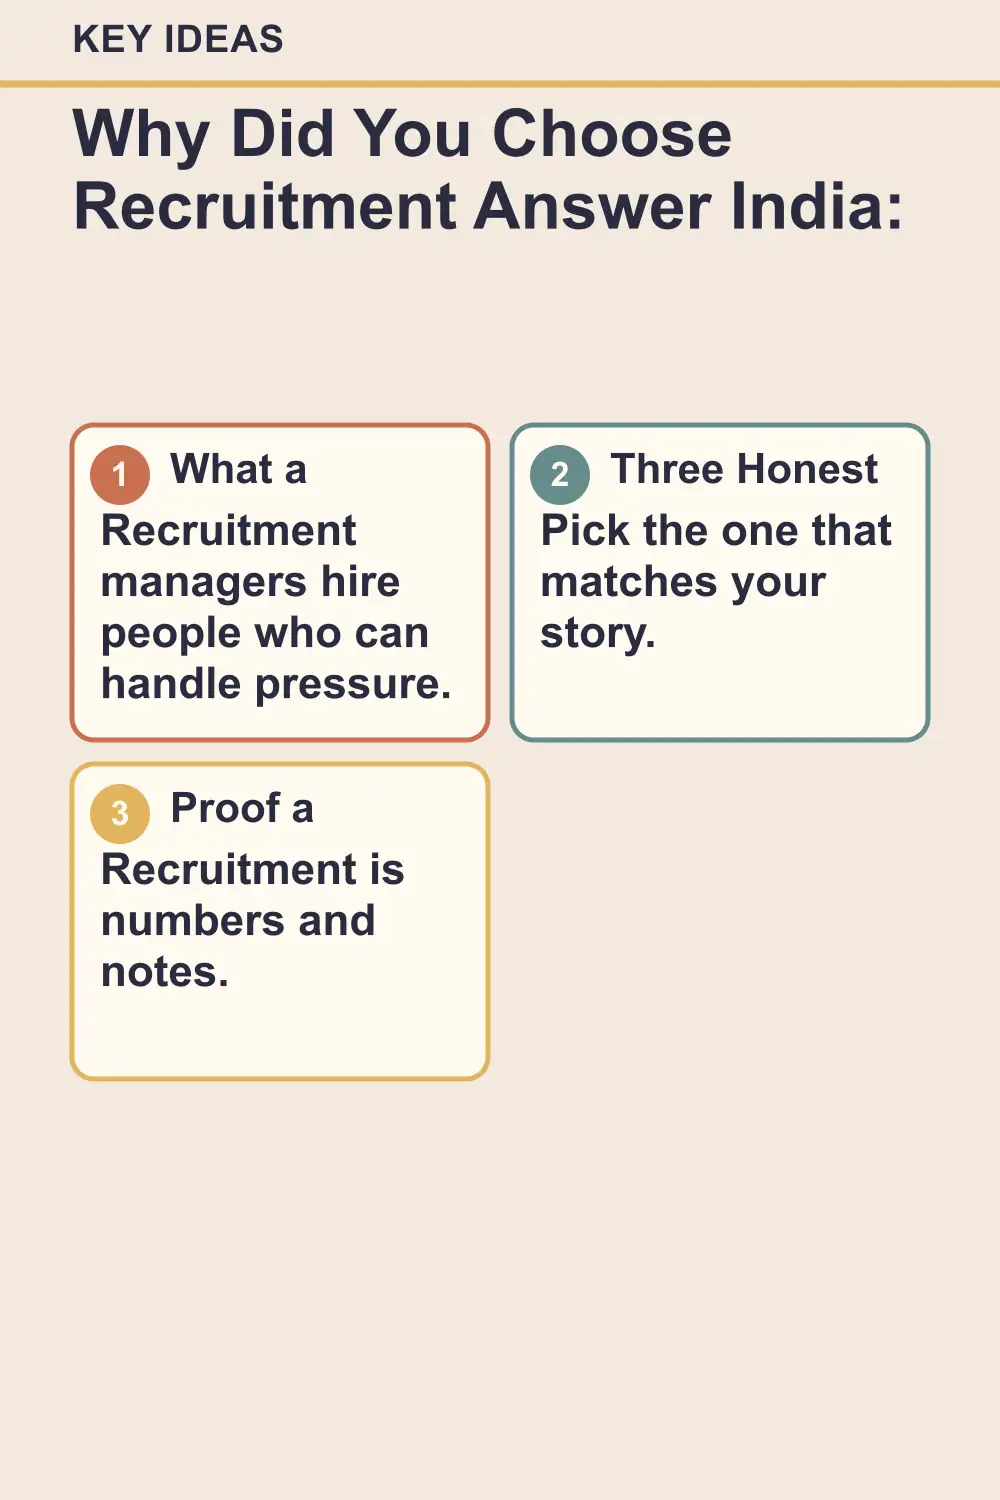 KEY IDEAS
Why Did You Choose
Recruitment Answer India:
1 What a
Recruitment
managers hire
people who can
handle pressure.
2 Three Honest
Pick the one that
matches your
story.
3 Proof a
Recruitment is
numbers and
notes.